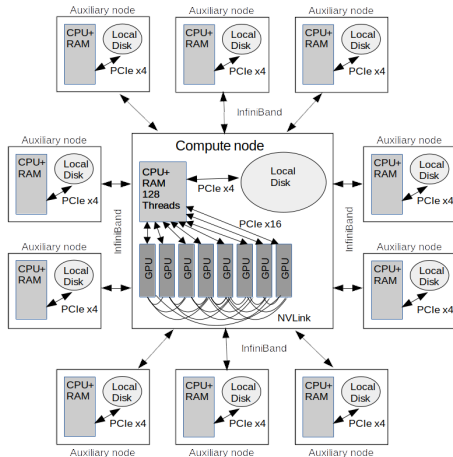 Auxiliary node
Auxiliary node
Auxiliary node
CPU+
RAM
Local
Disk
PCIe x4
CPU+
RAM
Local
Disk
PCIe x4
CPU+
RAM
Local
Disk
PCIe x4
InfiniBand
Auxiliary node
CPU+
RAM
Local
Disk
PCIe x4
Compute node
CPU+
RAM
128
Threads
PCIe x4
Local
Disk
PCIe x16
Auxiliary node
CPU+
RAM
Local
Disk
PCIe x4
InfiniBand
InfiniBand
Auxiliary node
CPU+
RAM
Local
Disk
PCIe x4
GPU
GPU
GPU
GPU
GPU
GPU
GPU
GPU
NVLink
Auxiliary node
CPU+
RAM
Local
Disk
PCIe x4
InfiniBand
CPU+
RAM
Local
Disk
PCIe x4
CPU+
RAM
Local
Disk
PCIe x4
CPU+
RAM
Local
Disk
PCIe x4
Auxiliary node
Auxiliary node
Auxiliary node